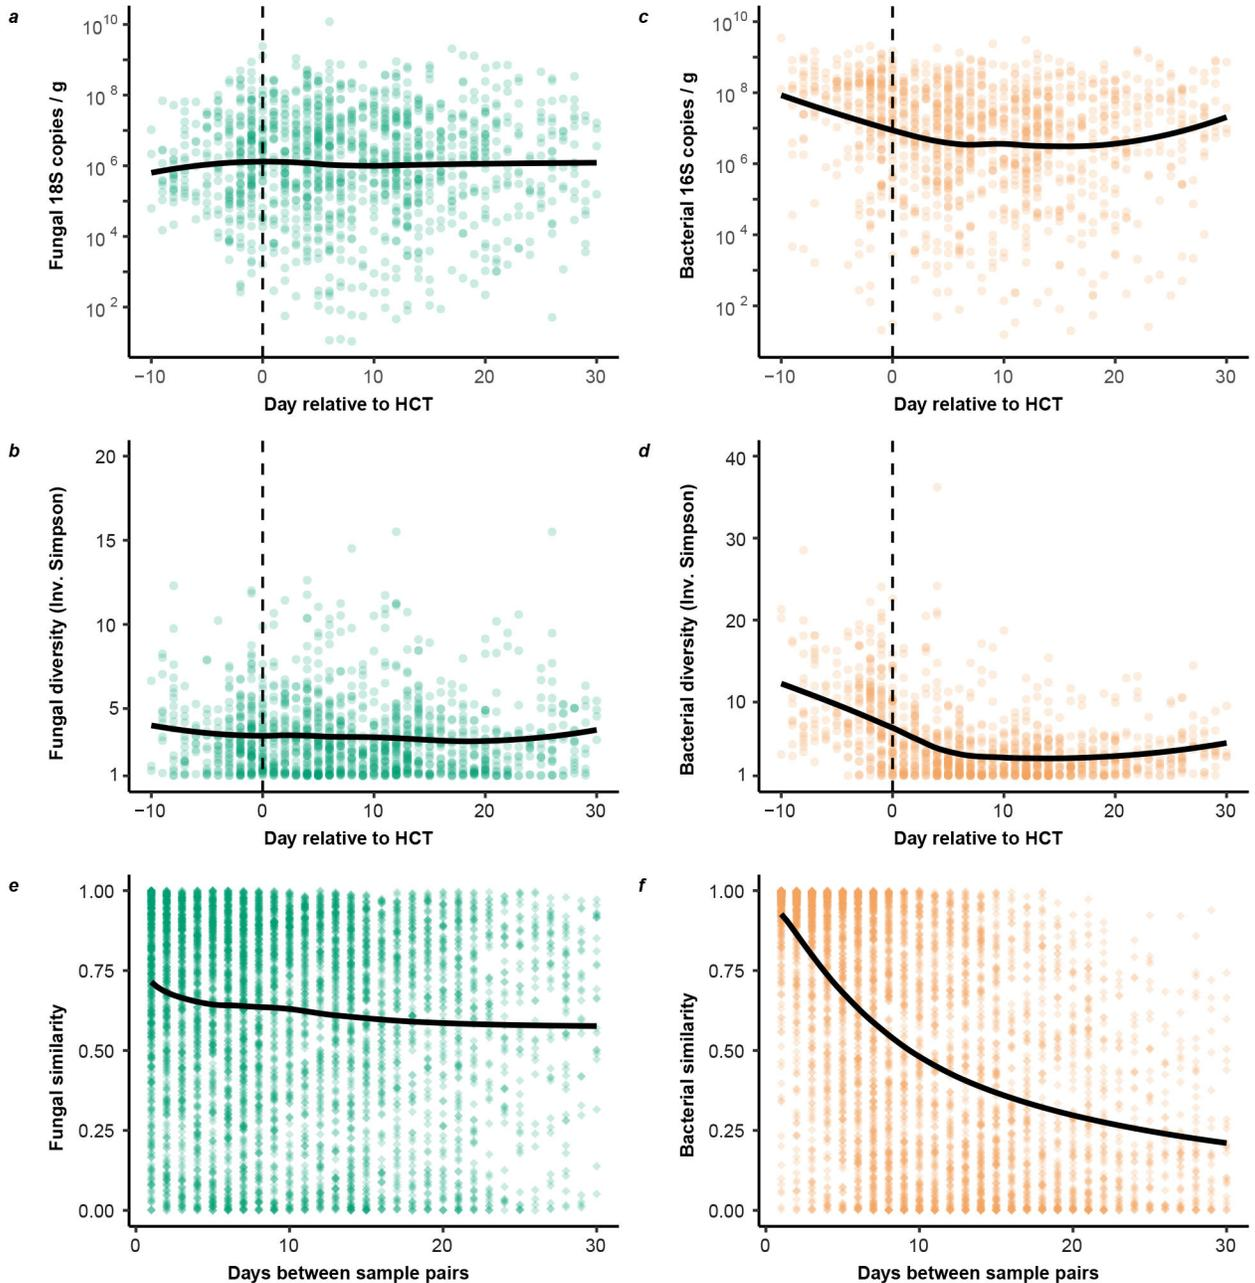 a
Fungal 18S copies / g
10^10
10^8
10^6
10^4
10^2
−10 0 10 20 30
Day relative to HCT
c
Bacterial 16S copies / g
10^10
10^8
10^6
10^4
10^2
−10 0 10 20 30
Day relative to HCT
b
Fungal diversity (Inv. Simpson)
20
15
10
5
1
−10 0 10 20 30
Day relative to HCT
d
Bacterial diversity (Inv. Simpson)
40
30
20
10
1
−10 0 10 20 30
Day relative to HCT
e
Fungal similarity
1.00
0.75
0.50
0.25
0.00
0 10 20 30
Days between sample pairs
f
Bacterial similarity
1.00
0.75
0.50
0.25
0.00
0 10 20 30
Days between sample pairs